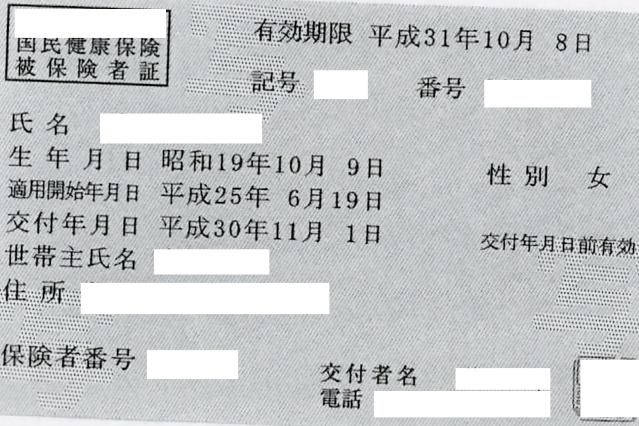 国民健康保険
被保険者証
有効期限 平成31年10月 8日
記号
番号
氏名
生年月日 昭和19年10月 9日
性別 女
適用開始年月日 平成25年 6月19日
交付年月日 平成30年11月 1日
交付年月日前有効
世帯主氏名
住所
保険者番号
交付者名
電話